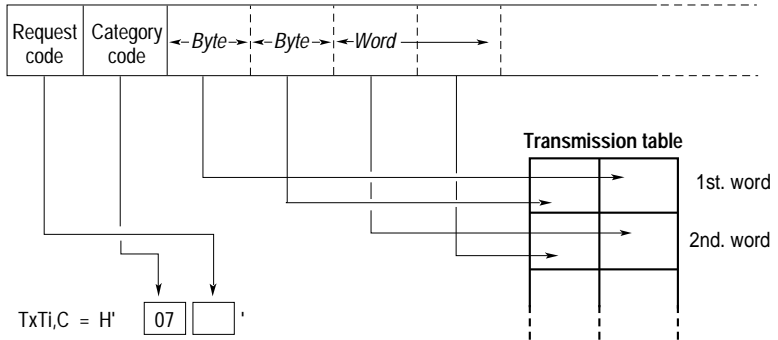 Request code
Category code
Byte
Byte
Word
Transmission table
1st. word
2nd. word
TxTi,C = H' 07 '